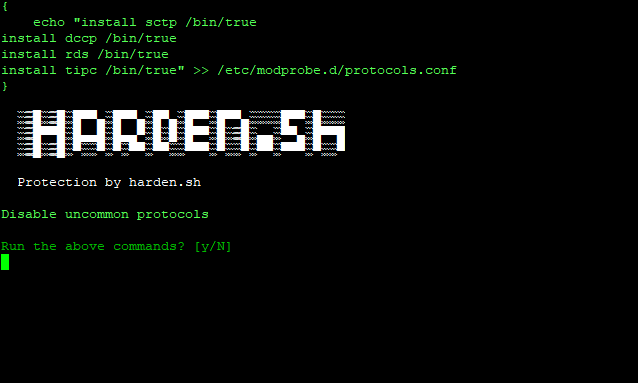 {
    echo "install sctp /bin/true
install dccp /bin/true
install rds /bin/true
install tipc /bin/true" >> /etc/modprobe.d/protocols.conf
}
HARDEN.Sh
Protection by harden.sh
Disable uncommon protocols
Run the above commands? [y/N]